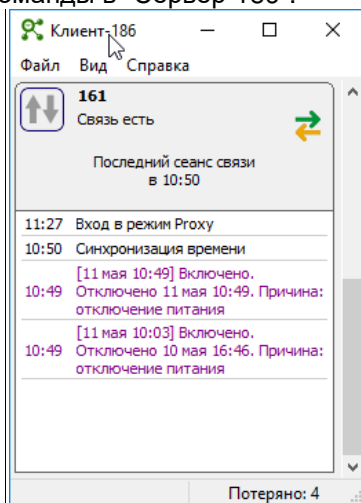 Клиент-186
Файл Вид Справка
161
Связь есть
Последний сеанс связи
в 10:50
11:27 Вход в режим Proxy
10:50 Синхронизация времени
[11 мая 10:49] Включено.
10:49 Отключено 11 мая 10:49. Причина:
отключение питания
[11 мая 10:03] Включено.
10:49 Отключено 10 мая 16:46. Причина:
отключение питания
Потеряно: 4